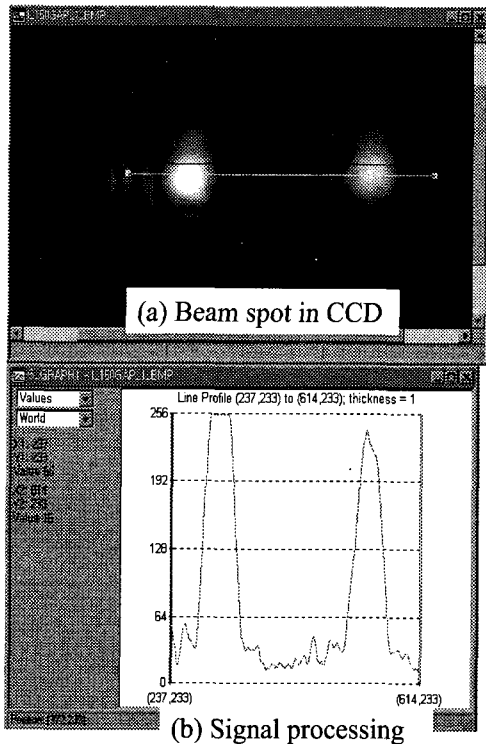 (a) Beam spot in CCD
Values
World
Line Profile (237,233) to (614,233); thickness = 1
256
192
128
64
0
(237,233)
(614,233)
(b) Signal processing